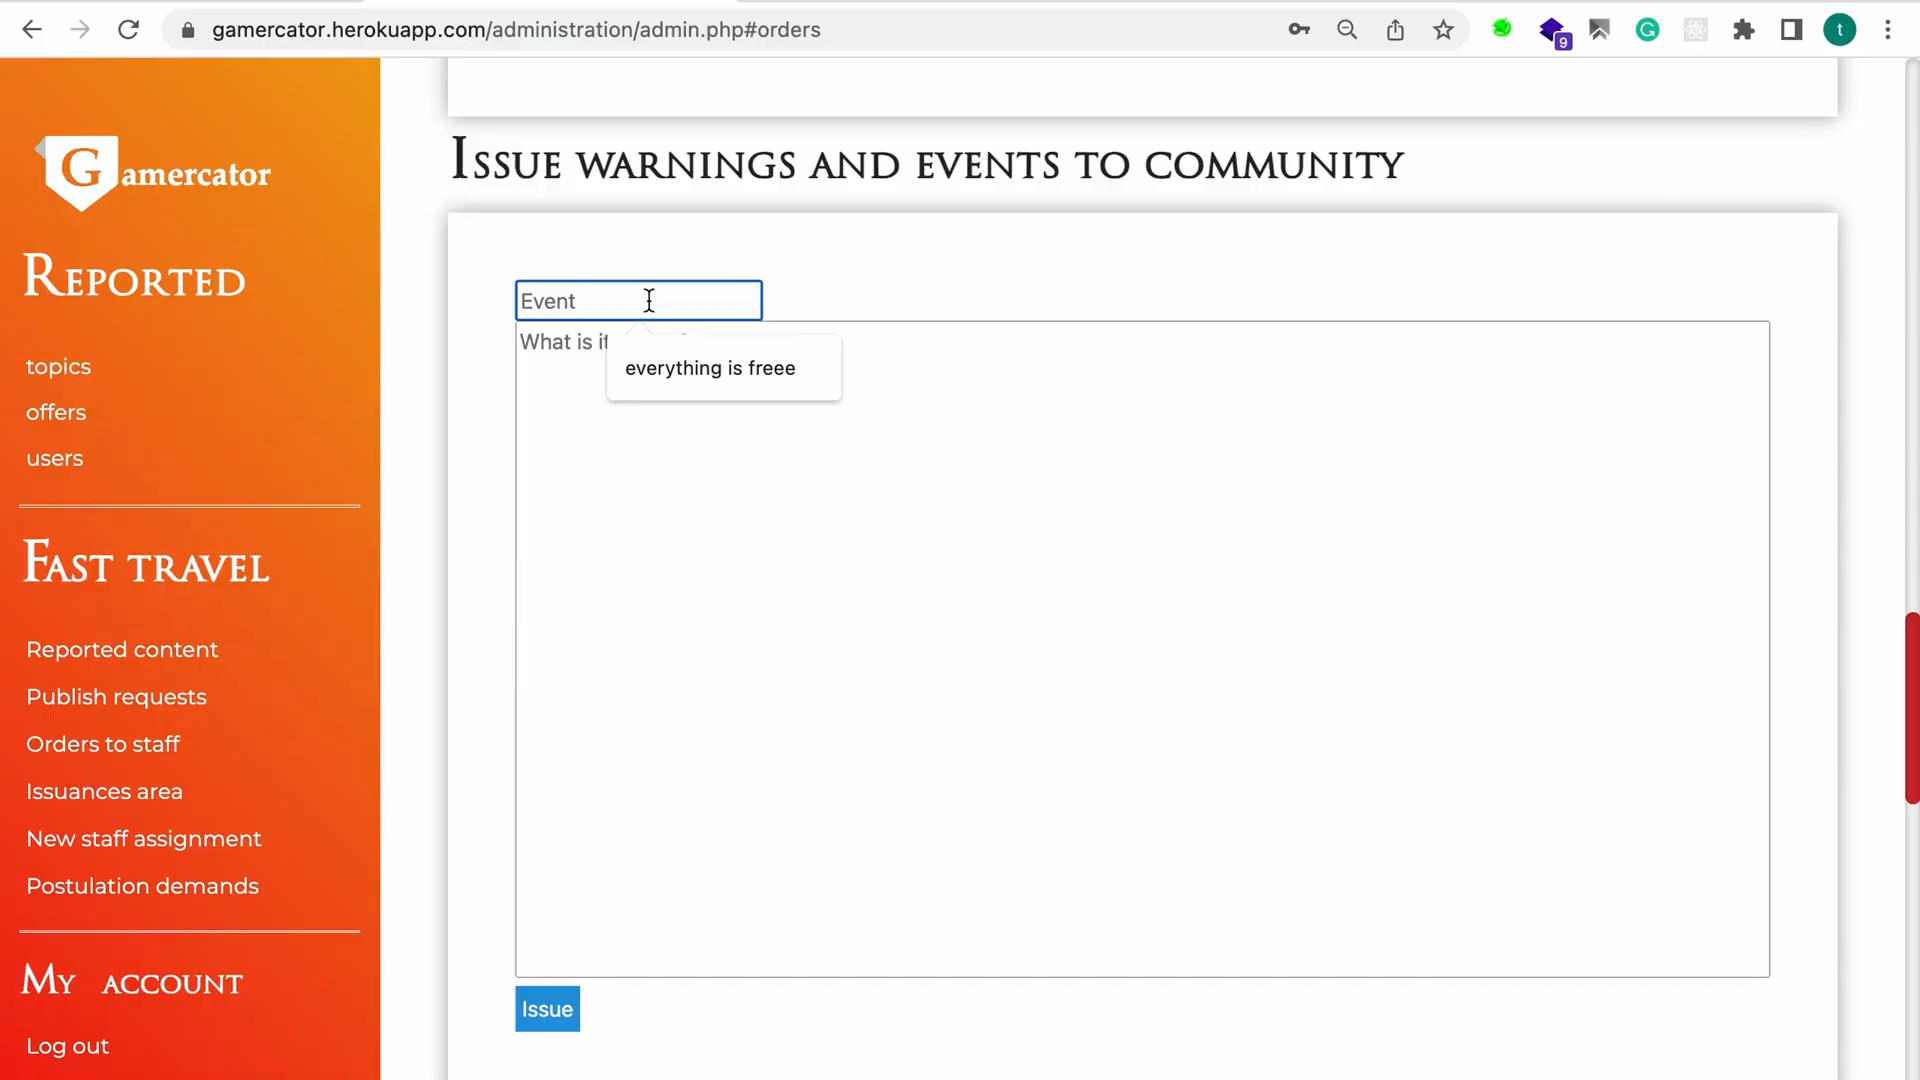 gamercator.herokuapp.com/administration/admin.php#orders
9
t
Gamercator
Reported
topics
offers
users
Fast travel
Reported content
Publish requests
Orders to staff
Issuances area
New staff assignment
Postulation demands
My account
Log out
Issue warnings and events to community
Event
What is it
everything is freee
Issue